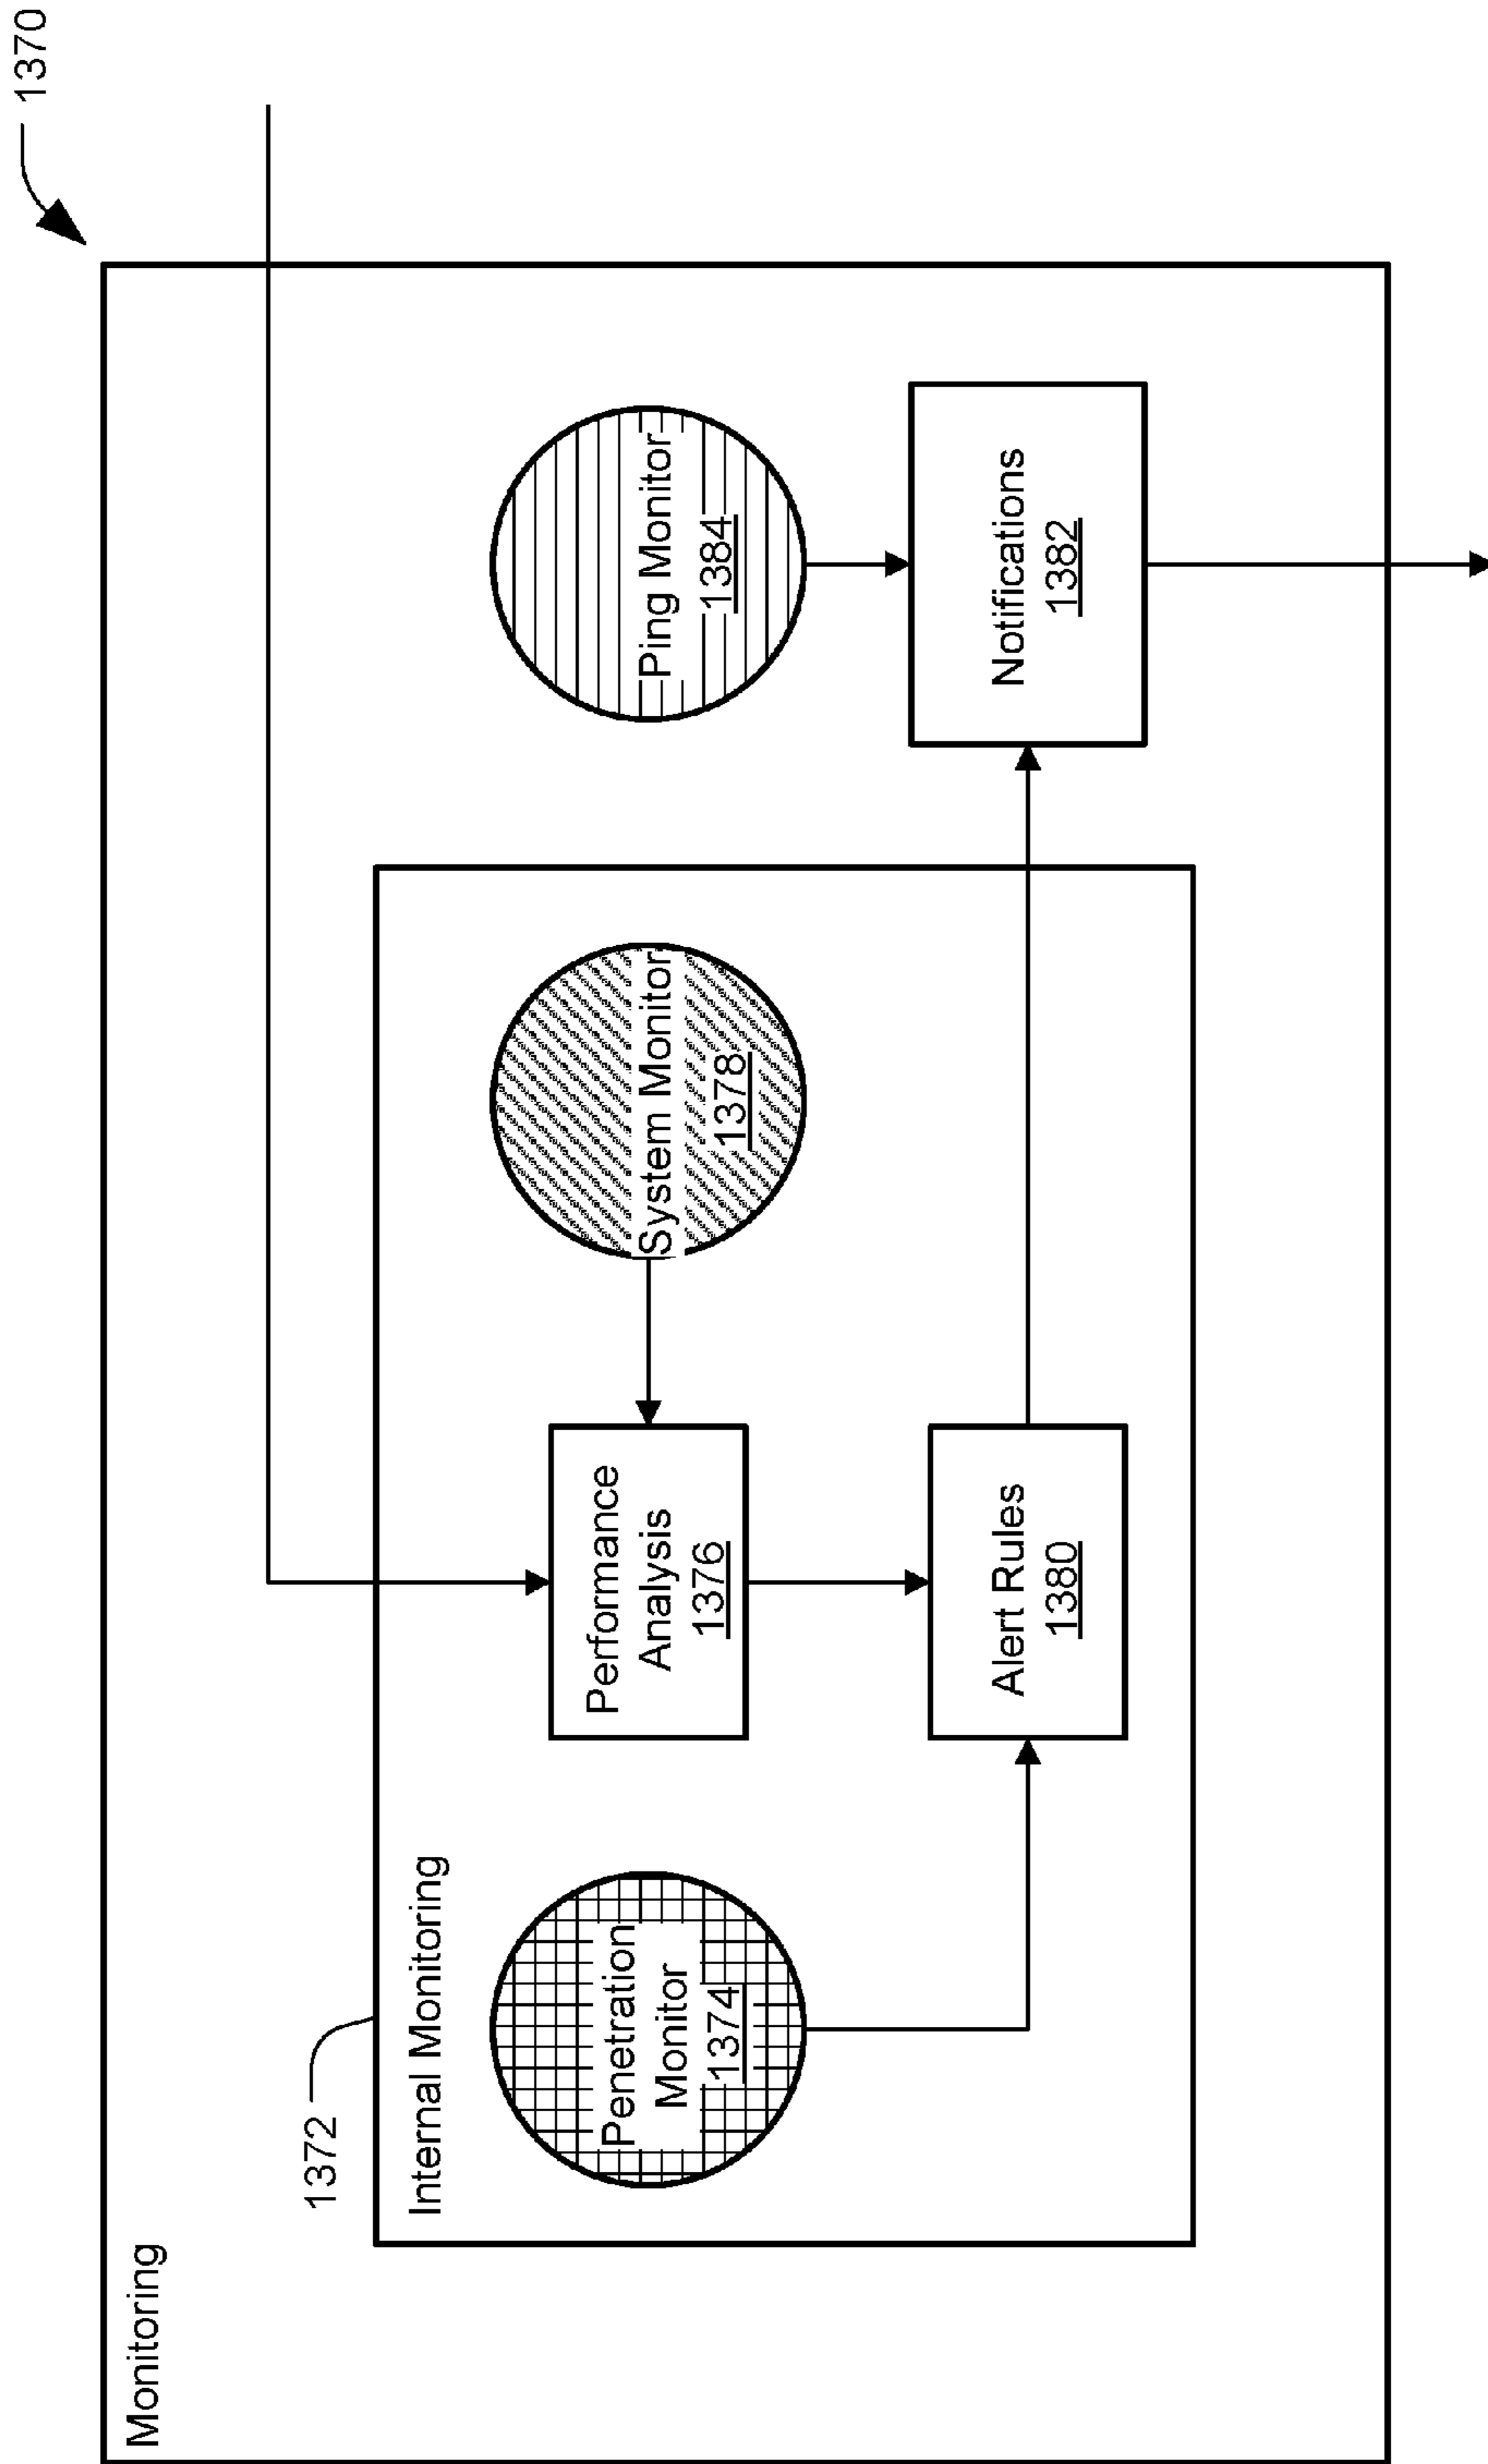 1370
Monitoring
1372
Internal Monitoring
Penetration
Monitor
1374
Performance
Analysis
1376
System Monitor
1378
Ping Monitor
1384
Alert Rules
1380
Notifications
1382